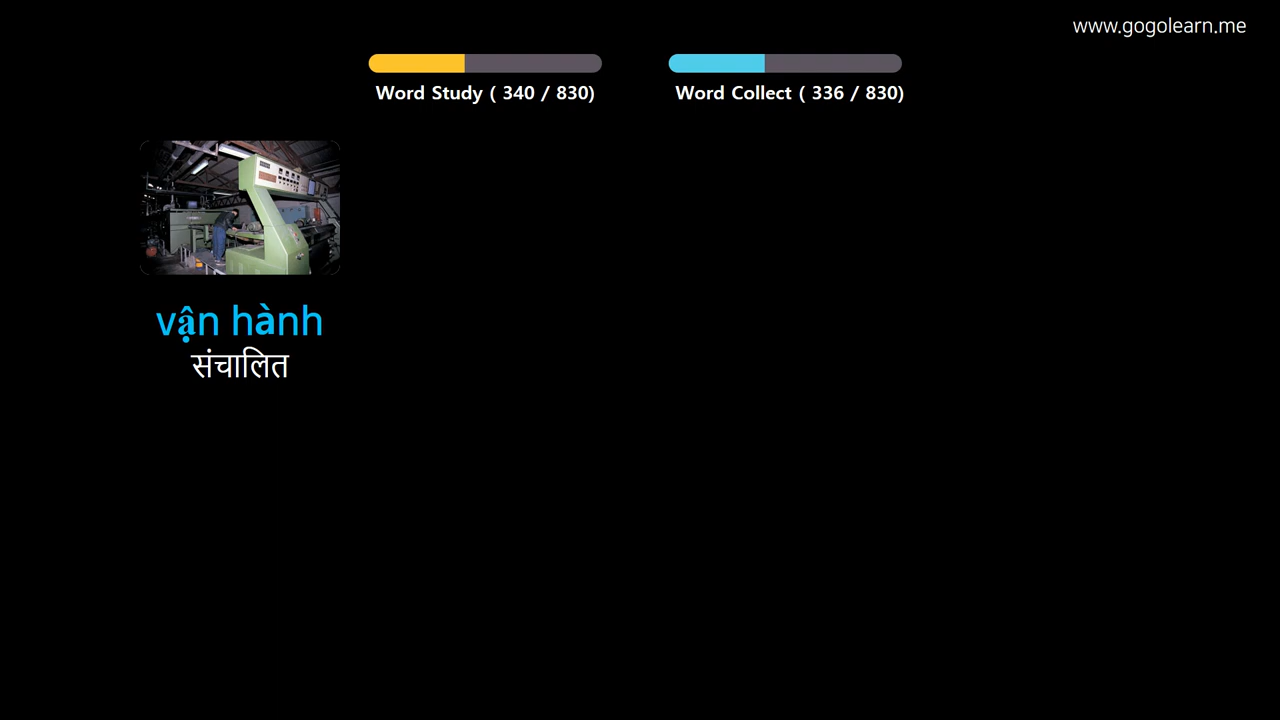 www.gogolearn.me
Word Study ( 340 / 830)
Word Collect ( 336 / 830)
vận hành
संचालित